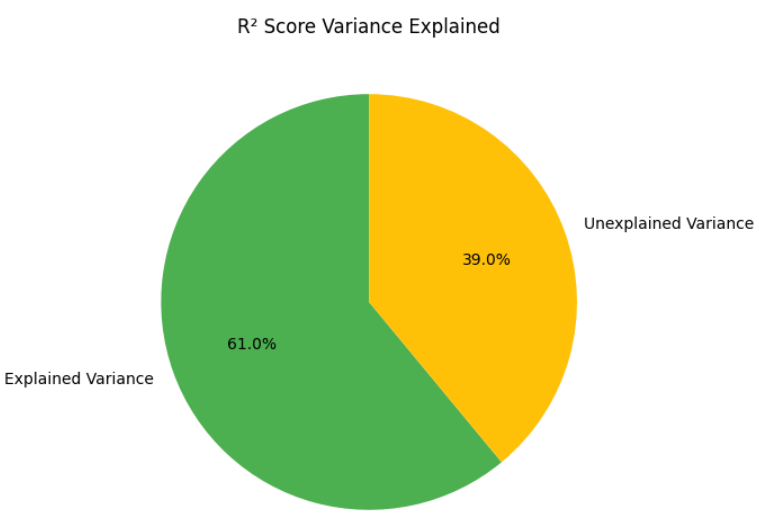 R² Score Variance Explained
Unexplained Variance
39.0%
61.0%
Explained Variance